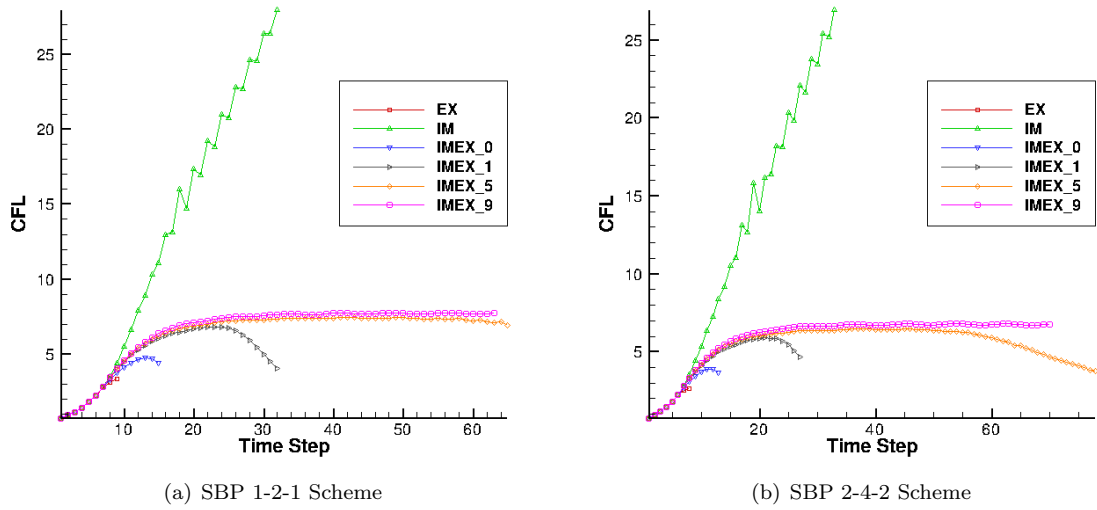 25
20
15
10
5
CFL
10 20 30 40 50 60
Time Step
EX
IM
IMEX_0
IMEX_1
IMEX_5
IMEX_9
(a) SBP 1-2-1 Scheme
25
20
15
10
5
CFL
20 40 60
Time Step
EX
IM
IMEX_0
IMEX_1
IMEX_5
IMEX_9
(b) SBP 2-4-2 Scheme